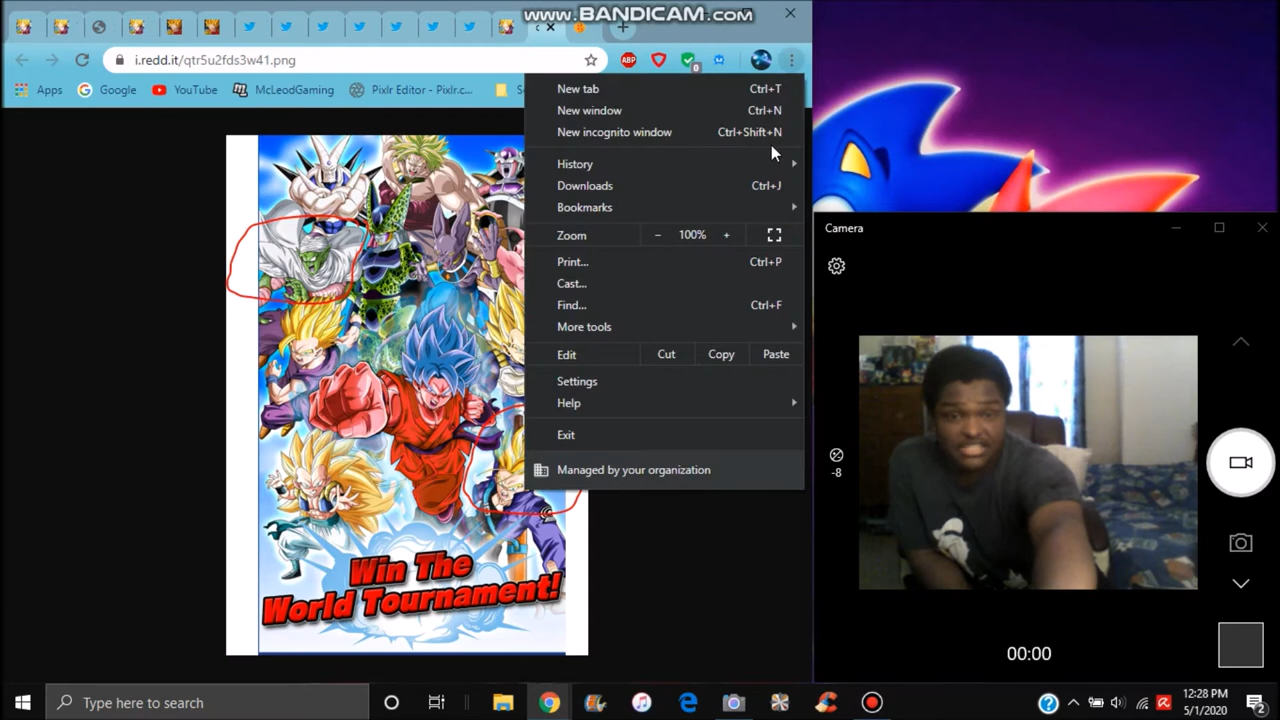 www.BANDICAM.com
i.redd.it/qtr5u2fds3w41.png
ABP
0
Apps
Google
YouTube
McLeodGaming
Pixlr Editor - Pixlr.c...
New tab Ctrl+T
New window Ctrl+N
New incognito window Ctrl+Shift+N
History
Downloads Ctrl+J
Bookmarks
Zoom − 100% +
Print... Ctrl+P
Cast...
Find... Ctrl+F
More tools
Edit Cut Copy Paste
Settings
Help
Exit
Managed by your organization
Win The
World Tournament!
Camera
-8
00:00
Type here to search
12:28 PM
5/1/2020
2